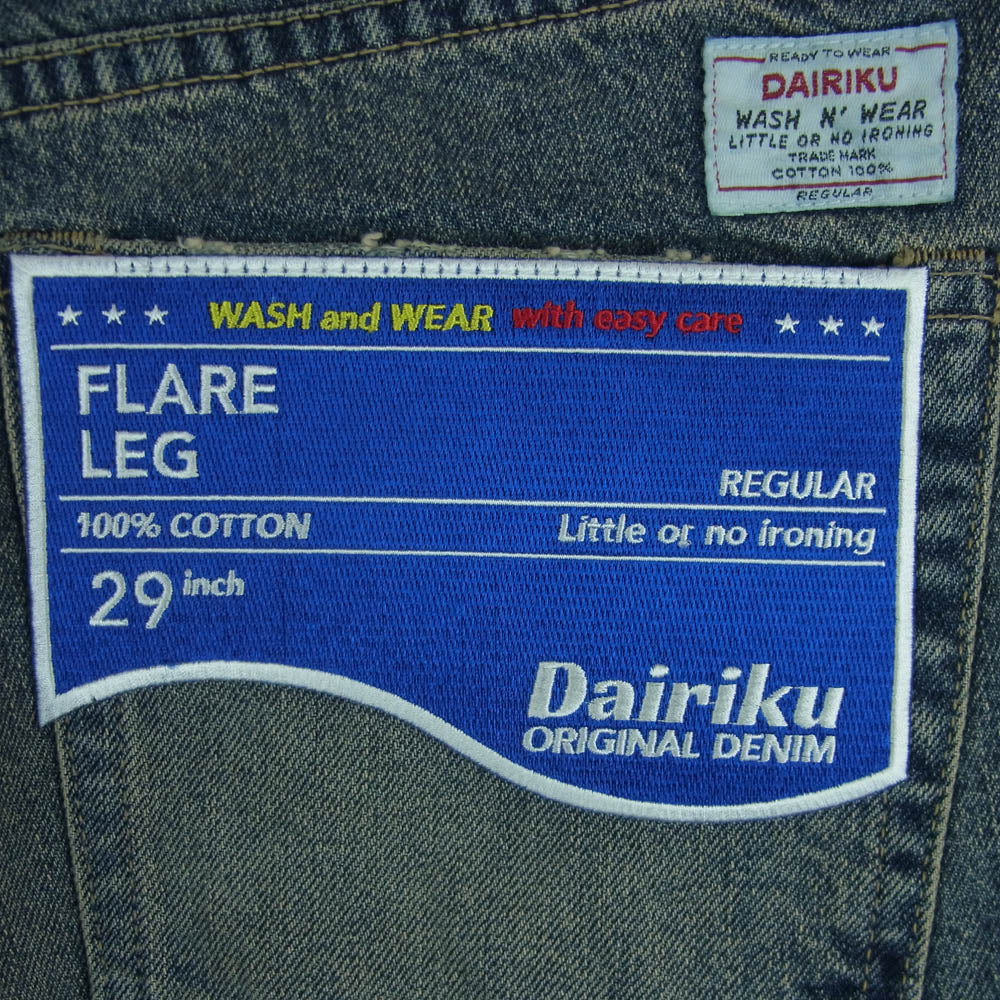 READY TO WEAR
DAIRIKU
WASH N' WEAR
LITTLE OR NO IRONING
TRADE MARK
COTTON 100%
REGULAR
WASH and WEAR with easy care
FLARE
LEG
REGULAR
100% COTTON Little or no ironing
29 inch
Dairiku
ORIGINAL DENIM